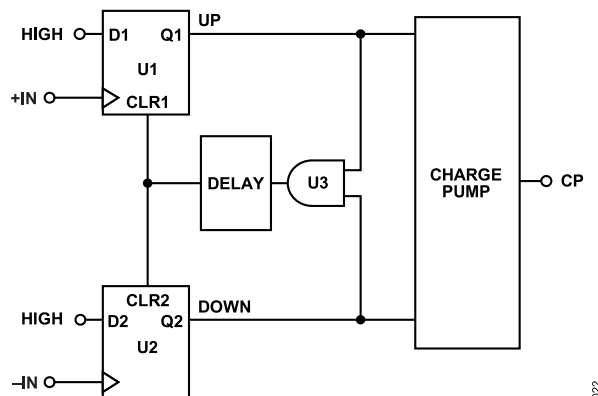 UP
HIGH D1 Q1
U1
+IN
CLR1
DELAY U3
CHARGE
PUMP
CP
CLR2
DOWN
HIGH D2 Q2
U2
–IN
022